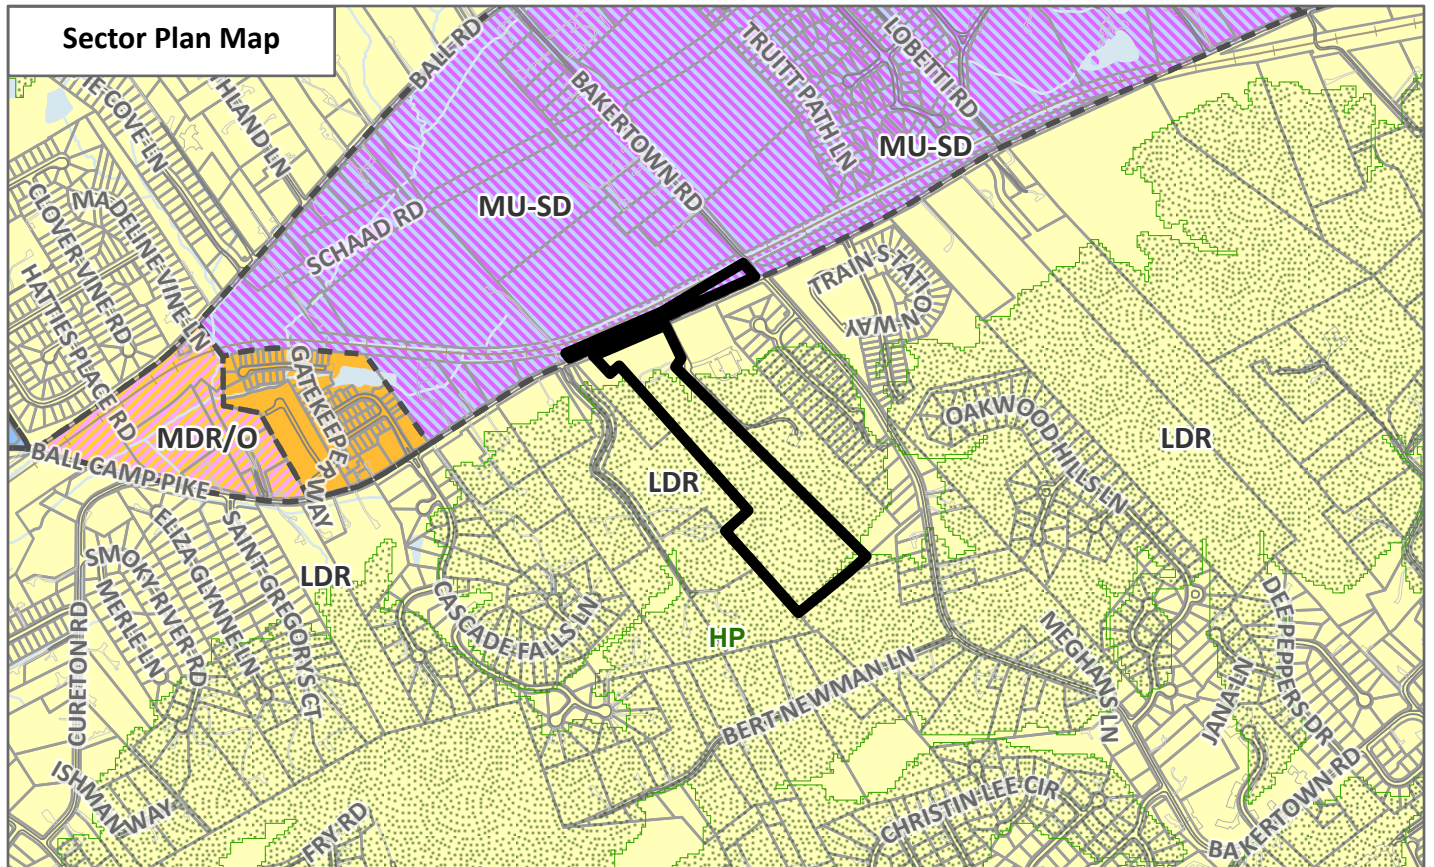 Sector Plan Map
BALL RD
BAKERTOWN RD
TRUITT PATH LN
LOBETTI RD
HLAND LN
HE COVE LN
MADELINE VINE LN
CLOVER VINE RD
HATTIES PLACE RD
SCHAAD RD
MU-SD
MU-SD
TRAIN STATION WAY
GATEKEEPER WAY
MDR/O
BALL CAMP PIKE
OAKWOOD HILLS LN
LDR
LDR
LDR
HP
ELIZA GLYNNE LN
SAINT GREGORYS CT
SMOKY RIVER RD
MERLE LN
CURETON RD
CASCADE FALLS LN
BERT NEWMAN LN
MEGHANS LN
DEE PEPPERS DR
JANA LN
ISHMAN WAY
FRY RD
CHRISTIN LEE CIR
BAKERTOWN RD